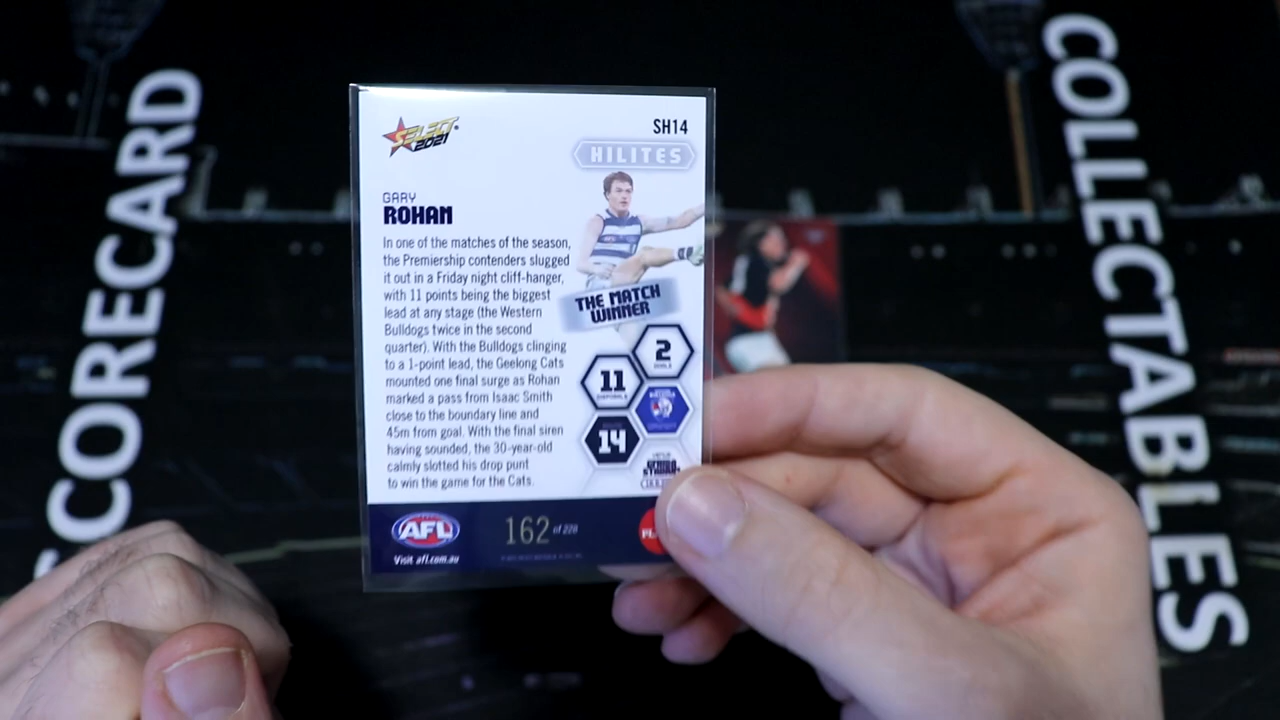 SCORECARD
COLLECTABLES
SELECT
2021
SH14
HILITES
GARY
ROHAN
In one of the matches of the season,
the Premiership contenders slugged
it out in a Friday night cliff-hanger,
with 11 points being the biggest
lead at any stage (the Western
Bulldogs twice in the second
quarter). With the Bulldogs clinging
to a 1-point lead, the Geelong Cats
mounted one final surge as Rohan
marked a pass from Isaac Smith
close to the boundary line and
45m from goal. With the final siren
having sounded, the 30-year-old
calmly slotted his drop punt
to win the game for the Cats.
THE MATCH
WINNER
2
GOALS
11
DISPOSALS
BULLDOGS
14
AFL
Visit afl.com.au
162 of 220